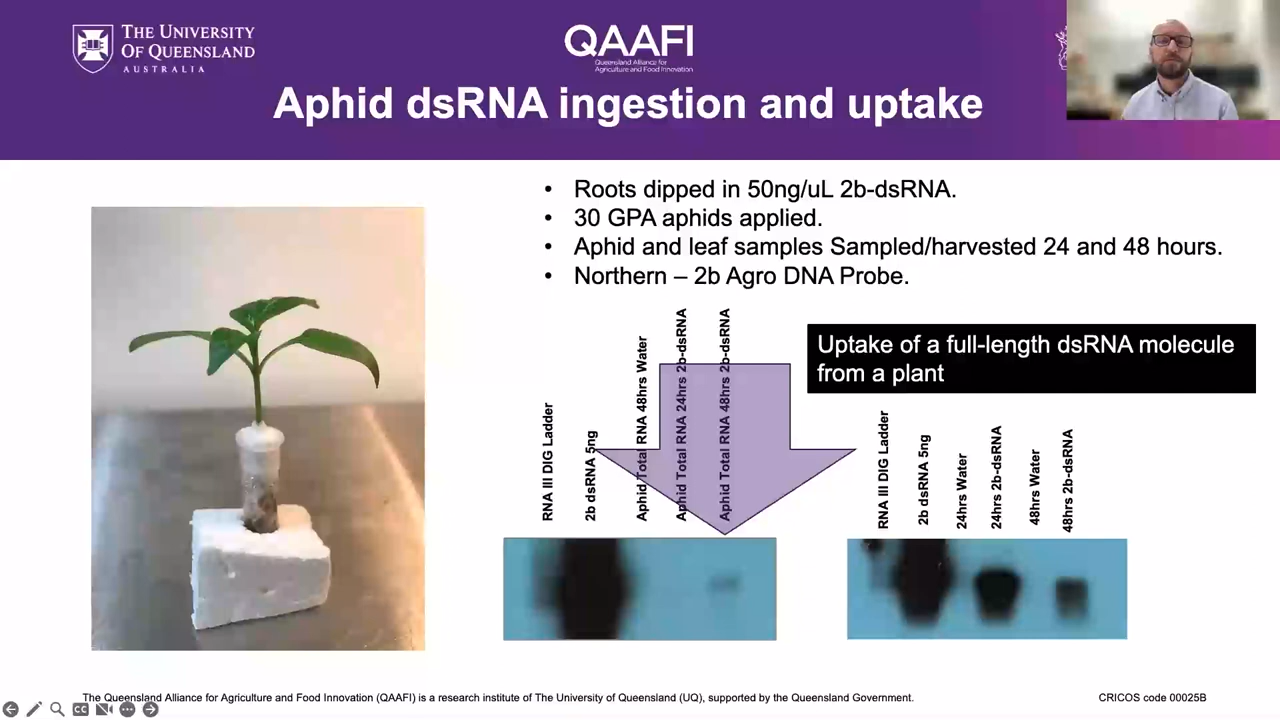 THE UNIVERSITY
OF QUEENSLAND
AUSTRALIA
QAAFI
Queensland Alliance for
Agriculture and Food Innovation
Aphid dsRNA ingestion and uptake
• Roots dipped in 50ng/uL 2b-dsRNA.
• 30 GPA aphids applied.
• Aphid and leaf samples Sampled/harvested 24 and 48 hours.
• Northern – 2b Agro DNA Probe.
Uptake of a full-length dsRNA molecule
from a plant
RNA III DIG Ladder
2b dsRNA 5ng
Aphid Total RNA 48hrs Water
Aphid Total RNA 24hrs 2b-dsRNA
Aphid Total RNA 48hrs 2b-dsRNA
RNA III DIG Ladder
2b dsRNA 5ng
24hrs Water
24hrs 2b-dsRNA
48hrs Water
48hrs 2b-dsRNA
The Queensland Alliance for Agriculture and Food Innovation (QAAFI) is a research institute of The University of Queensland (UQ), supported by the Queensland Government.
CRICOS code 00025B
CC